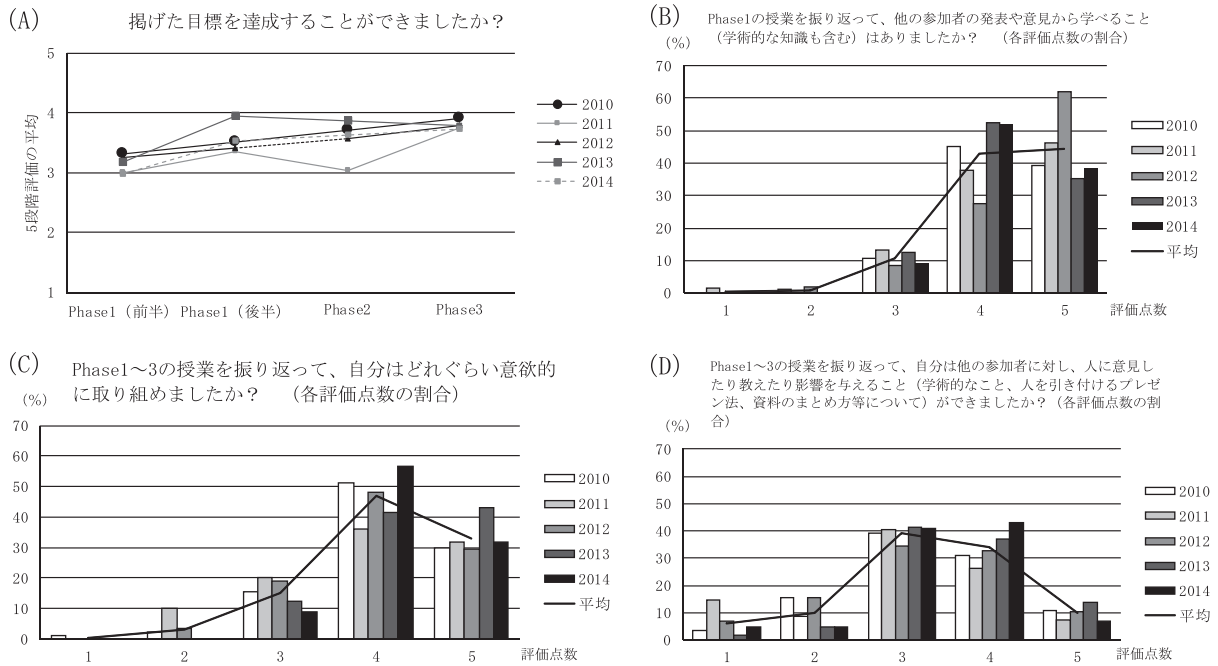 (A)
掲げた目標を達成することができましたか？
5段階評価の平均
5
4
3
2
1
Phase1（前半）
Phase1（後半）
Phase2
Phase3
2010
2011
2012
2013
2014
(B)
Phase1の授業を振り返って、他の参加者の発表や意見から学べること
（学術的な知識も含む）はありましたか？　（各評価点数の割合）
(%)
70
60
50
40
30
20
10
0
1
2
3
4
5
評価点数
2010
2011
2012
2013
2014
平均
(C)
Phase1～3の授業を振り返って、自分はどれぐらい意欲的
に取り組めましたか？　（各評価点数の割合）
(%)
70
60
50
40
30
20
10
0
1
2
3
4
5
評価点数
2010
2011
2012
2013
2014
平均
(D)
Phase1～3の授業を振り返って、自分は他の参加者に対し、人に意見し
たり教えたり影響を与えること（学術的なこと、人を引き付けるプレゼ
ン法、資料のまとめ方等について）ができましたか？（各評価点数の割
合）
(%)
70
60
50
40
30
20
10
0
1
2
3
4
5
評価点数
2010
2011
2012
2013
2014
平均